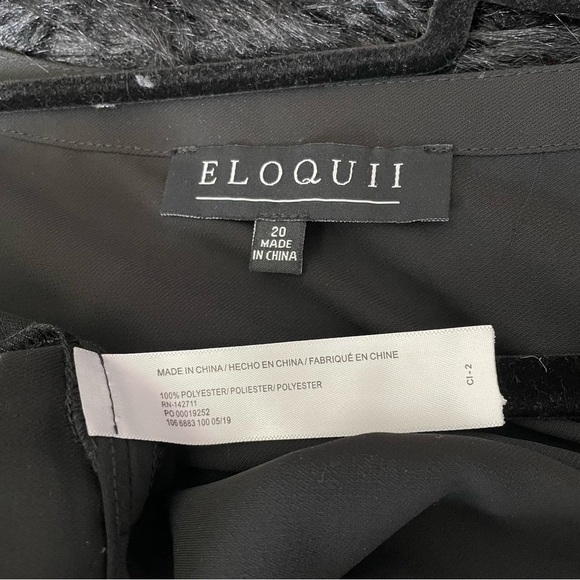 ELOQUII
20
MADE
IN CHINA
MADE IN CHINA / HECHO EN CHINA / FABRIQUÉ EN CHINE
100% POLYESTER/ POLIESTER/ POLYESTER
RN-142711
PO 00019252
106 6883 100 05/19
CI - 2